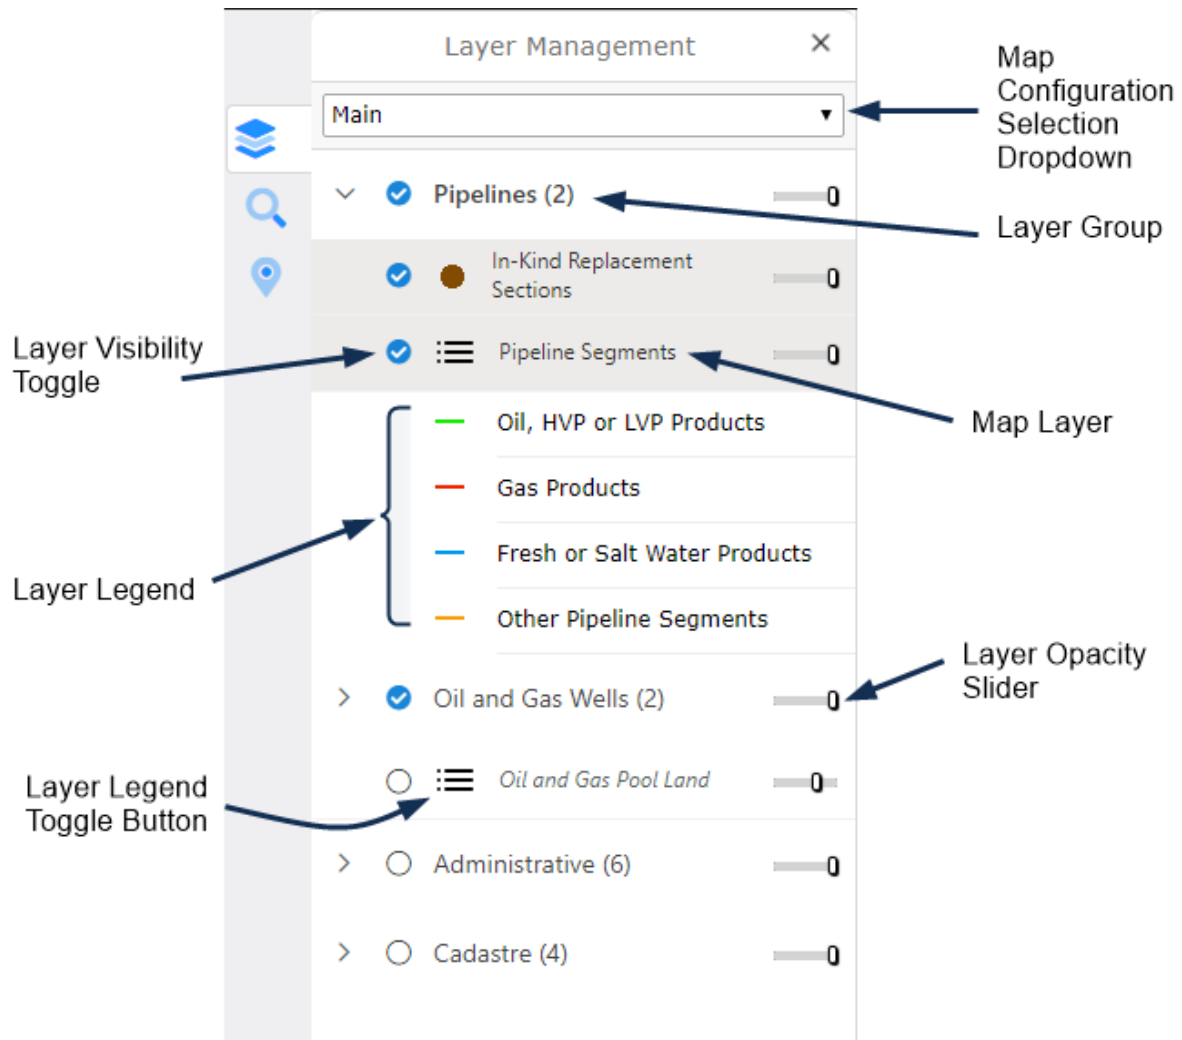 Layer Management
Map
Configuration
Selection
Dropdown
Main
Pipelines (2)
Layer Group
In-Kind Replacement
Sections
Layer Visibility
Toggle
Pipeline Segments
Map Layer
Oil, HVP or LVP Products
Gas Products
Fresh or Salt Water Products
Layer Legend
Other Pipeline Segments
Layer Opacity
Slider
Oil and Gas Wells (2)
Layer Legend
Toggle Button
Oil and Gas Pool Land
Administrative (6)
Cadastre (4)